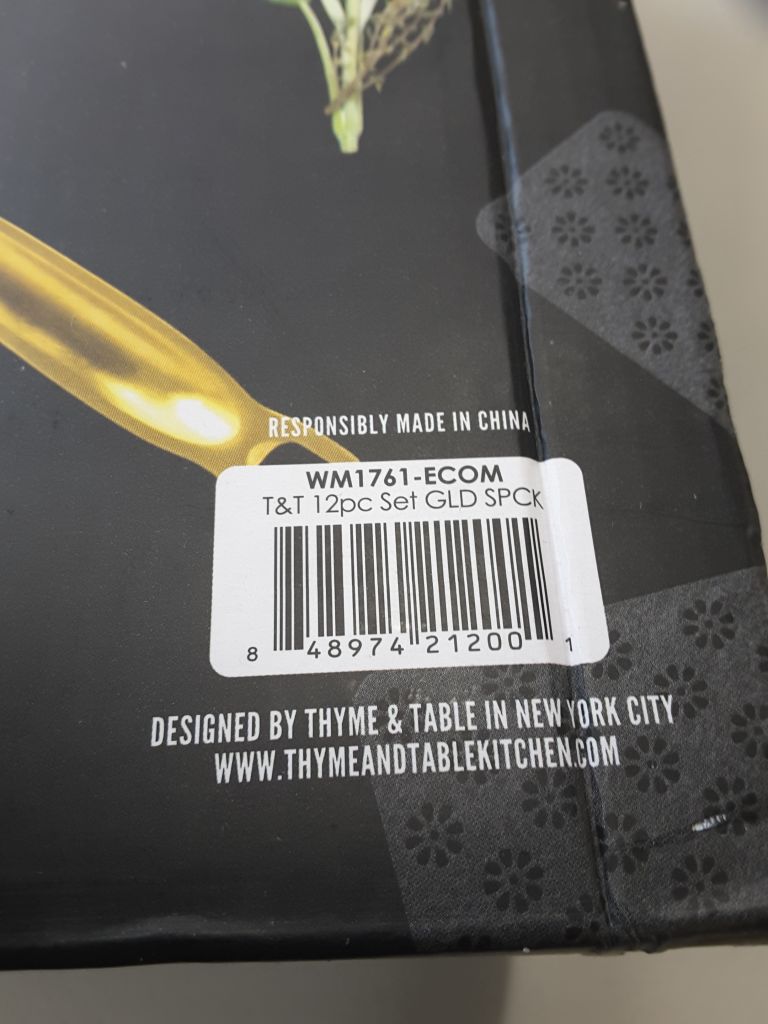 RESPONSIBLY MADE IN CHINA
WM1761-ECOM
T&T 12pc Set GLD SPCK
8 48974 21200 1
DESIGNED BY THYME & TABLE IN NEW YORK CITY
WWW.THYMEANDTABLEKITCHEN.COM